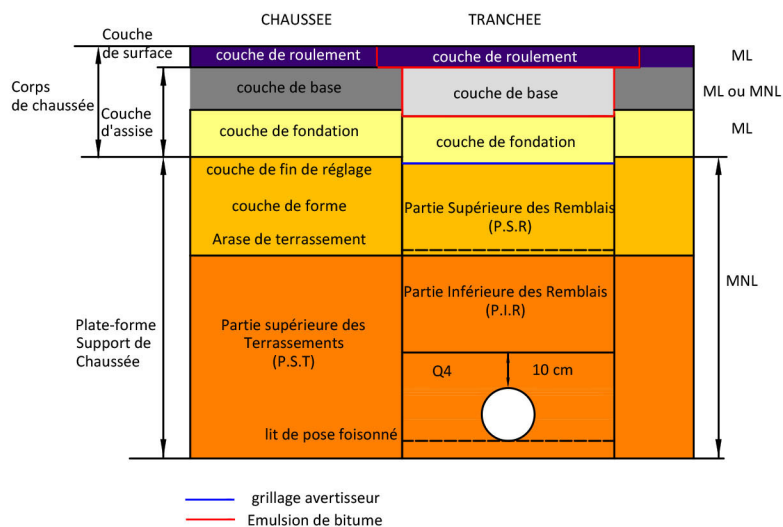 CHAUSSEE
TRANCHEE
Couche
de surface
couche de roulement
couche de roulement
ML
Corps
de chaussée
couche de base
couche de base
ML ou MNL
Couche
d'assise
couche de fondation
couche de fondation
ML
couche de fin de réglage
couche de forme
Arase de terrassement
Partie Supérieure des Remblais
(P.S.R)
Partie Inférieure des Remblais
(P.I.R)
MNL
Plate-forme
Support de
Chaussée
Partie supérieure des
Terrassements
(P.S.T)
Q4
10 cm
lit de pose foisonné
grillage avertisseur
Emulsion de bitume